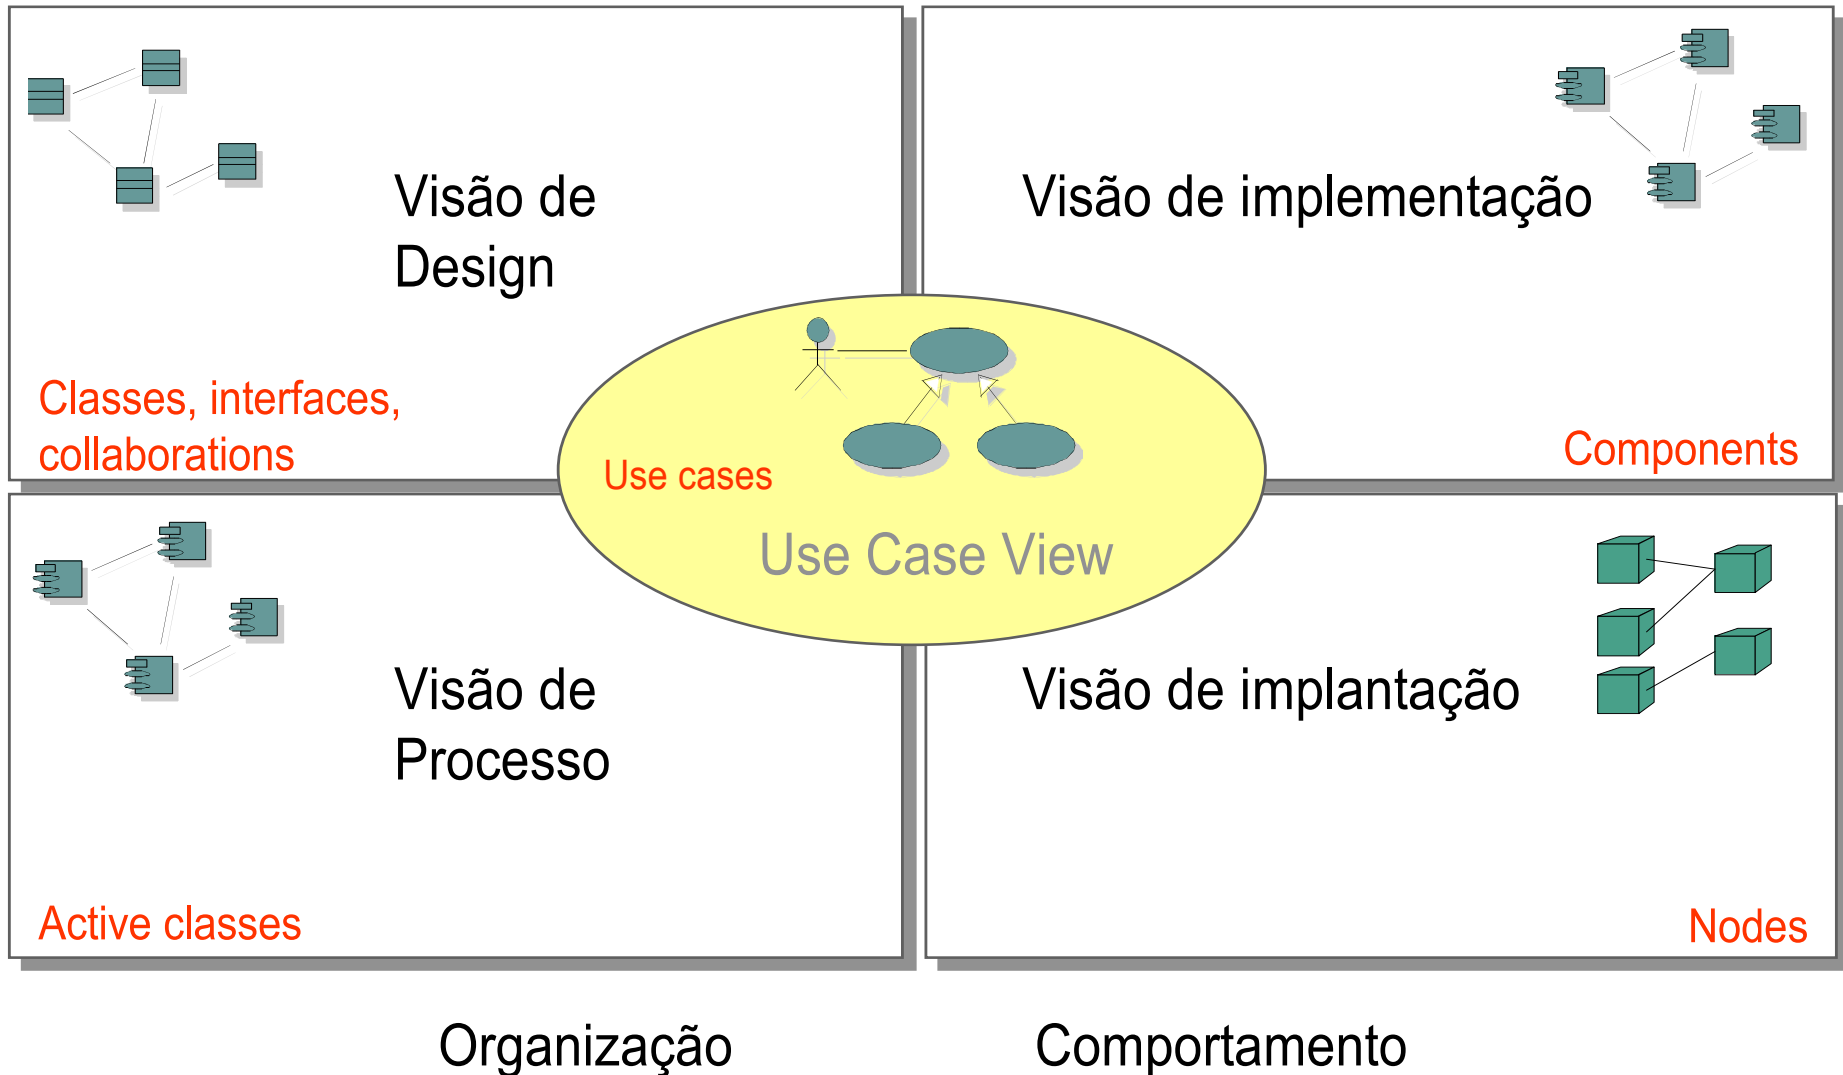 Visão de
Design
Classes, interfaces,
collaborations
Visão de implementação
Components
Use cases
Use Case View
Visão de
Processo
Active classes
Visão de implantação
Nodes
Organização
Comportamento